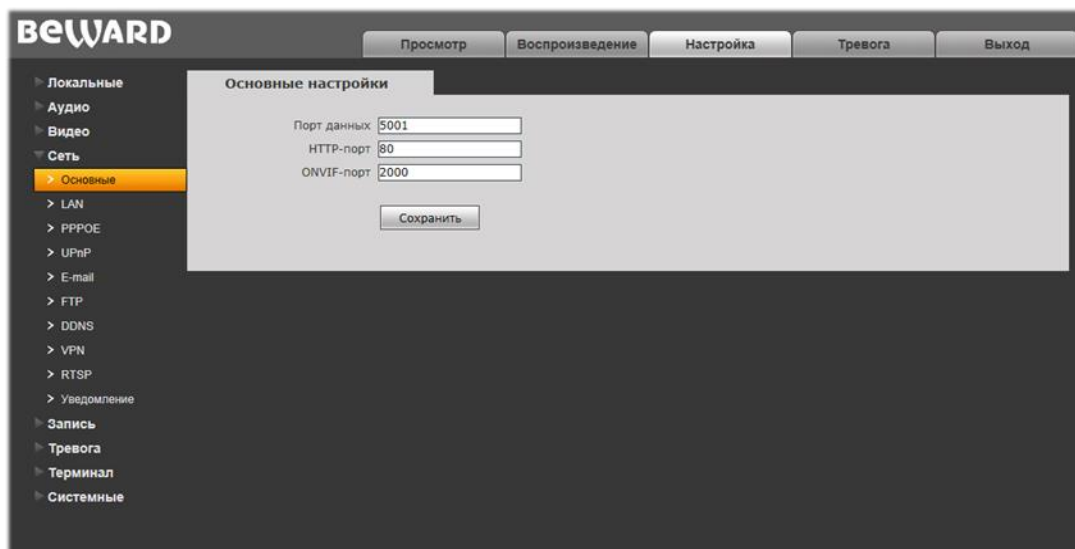 BEWARD
Просмотр
Воспроизведение
Настройка
Тревога
Выход
Локальные
Аудио
Видео
Сеть
Основные
LAN
PPPOE
UPnP
E-mail
FTP
DDNS
VPN
RTSP
Уведомление
Запись
Тревога
Терминал
Системные
Основные настройки
Порт данных 5001
HTTP-порт 80
ONVIF-порт 2000
Сохранить